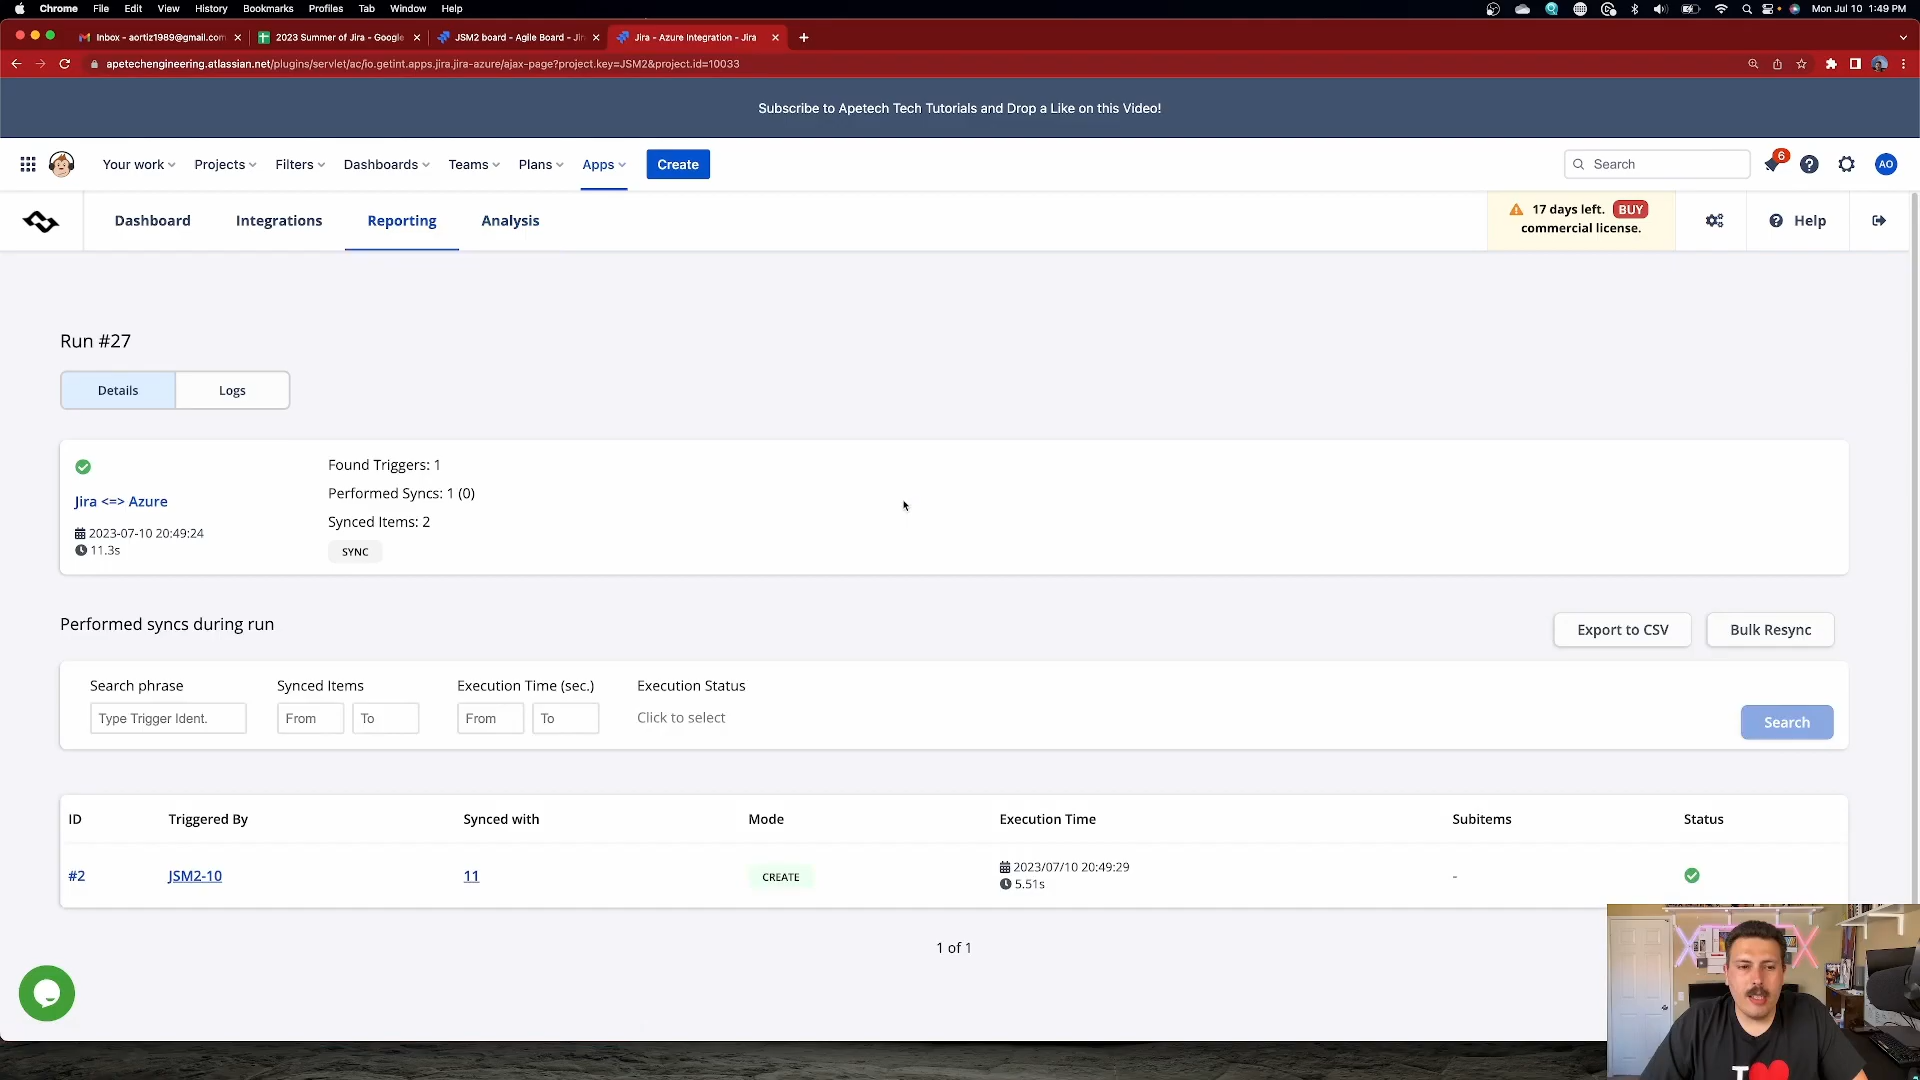 Chrome File Edit View History Bookmarks Profiles Tab Window Help Mon Jul 10 1:49 PM
Inbox - aortiz1989@gmail.com 2023 Summer of Jira - Google JSM2 board - Agile Board - Jir Jira - Azure Integration - Jira
apetechengineering.atlassian.net/plugins/servlet/ac/io.getint.apps.jira.jira-azure/ajax-page?project.key=JSM2&project.id=10033
Subscribe to Apetech Tech Tutorials and Drop a Like on this Video!
Your work Projects Filters Dashboards Teams Plans Apps Create Search 6 AO
Dashboard Integrations Reporting Analysis 17 days left. BUY Help
commercial license.
Run #27
Details Logs
Found Triggers: 1
Jira <=> Azure Performed Syncs: 1 (0)
Synced Items: 2
2023-07-10 20:49:24
11.3s SYNC
Performed syncs during run Export to CSV Bulk Resync
Search phrase Synced Items Execution Time (sec.) Execution Status
Type Trigger Ident. From To From To Click to select Search
ID Triggered By Synced with Mode Execution Time Subitems Status
#2 JSM2-10 11 CREATE 2023/07/10 20:49:29 -
5.51s
1 of 1
I